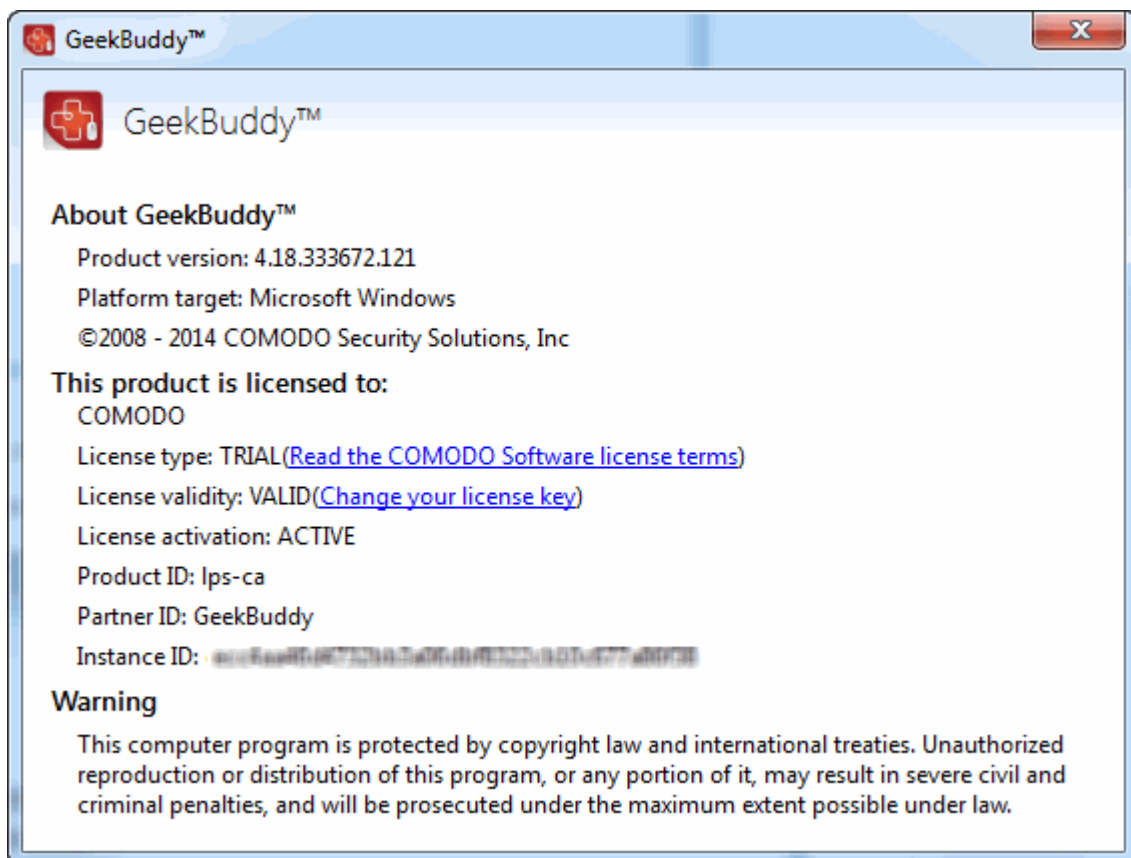 GeekBuddy™
GeekBuddy™
About GeekBuddy™
Product version: 4.18.333672.121
Platform target: Microsoft Windows
©2008 - 2014 COMODO Security Solutions, Inc
This product is licensed to:
COMODO
License type: TRIAL(Read the COMODO Software license terms)
License validity: VALID(Change your license key)
License activation: ACTIVE
Product ID: lps-ca
Partner ID: GeekBuddy
Instance ID:
Warning
This computer program is protected by copyright law and international treaties. Unauthorized
reproduction or distribution of this program, or any portion of it, may result in severe civil and
criminal penalties, and will be prosecuted under the maximum extent possible under law.